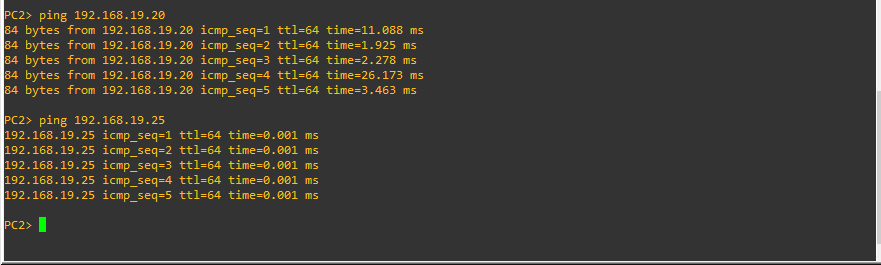 PC2> ping 192.168.19.20
84 bytes from 192.168.19.20 icmp_seq=1 ttl=64 time=11.088 ms
84 bytes from 192.168.19.20 icmp_seq=2 ttl=64 time=1.925 ms
84 bytes from 192.168.19.20 icmp_seq=3 ttl=64 time=2.278 ms
84 bytes from 192.168.19.20 icmp_seq=4 ttl=64 time=26.173 ms
84 bytes from 192.168.19.20 icmp_seq=5 ttl=64 time=3.463 ms
PC2> ping 192.168.19.25
192.168.19.25 icmp_seq=1 ttl=64 time=0.001 ms
192.168.19.25 icmp_seq=2 ttl=64 time=0.001 ms
192.168.19.25 icmp_seq=3 ttl=64 time=0.001 ms
192.168.19.25 icmp_seq=4 ttl=64 time=0.001 ms
192.168.19.25 icmp_seq=5 ttl=64 time=0.001 ms
PC2>